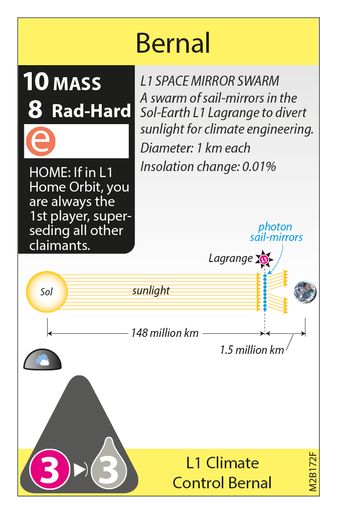 Bernal
10 MASS
8 Rad-Hard
e
HOME: If in L1
Home Orbit, you
are always the
1st player, super-
seding all other
claimants.
L1 SPACE MIRROR SWARM
A swarm of sail-mirrors in the
Sol-Earth L1 Lagrange to divert
sunlight for climate engineering.
Diameter: 1 km each
Insolation change: 0.01%
photon
sail-mirrors
Lagrange
Sol
sunlight
148 million km
1.5 million km
3
3
L1 Climate
Control Bernal
M2B172F